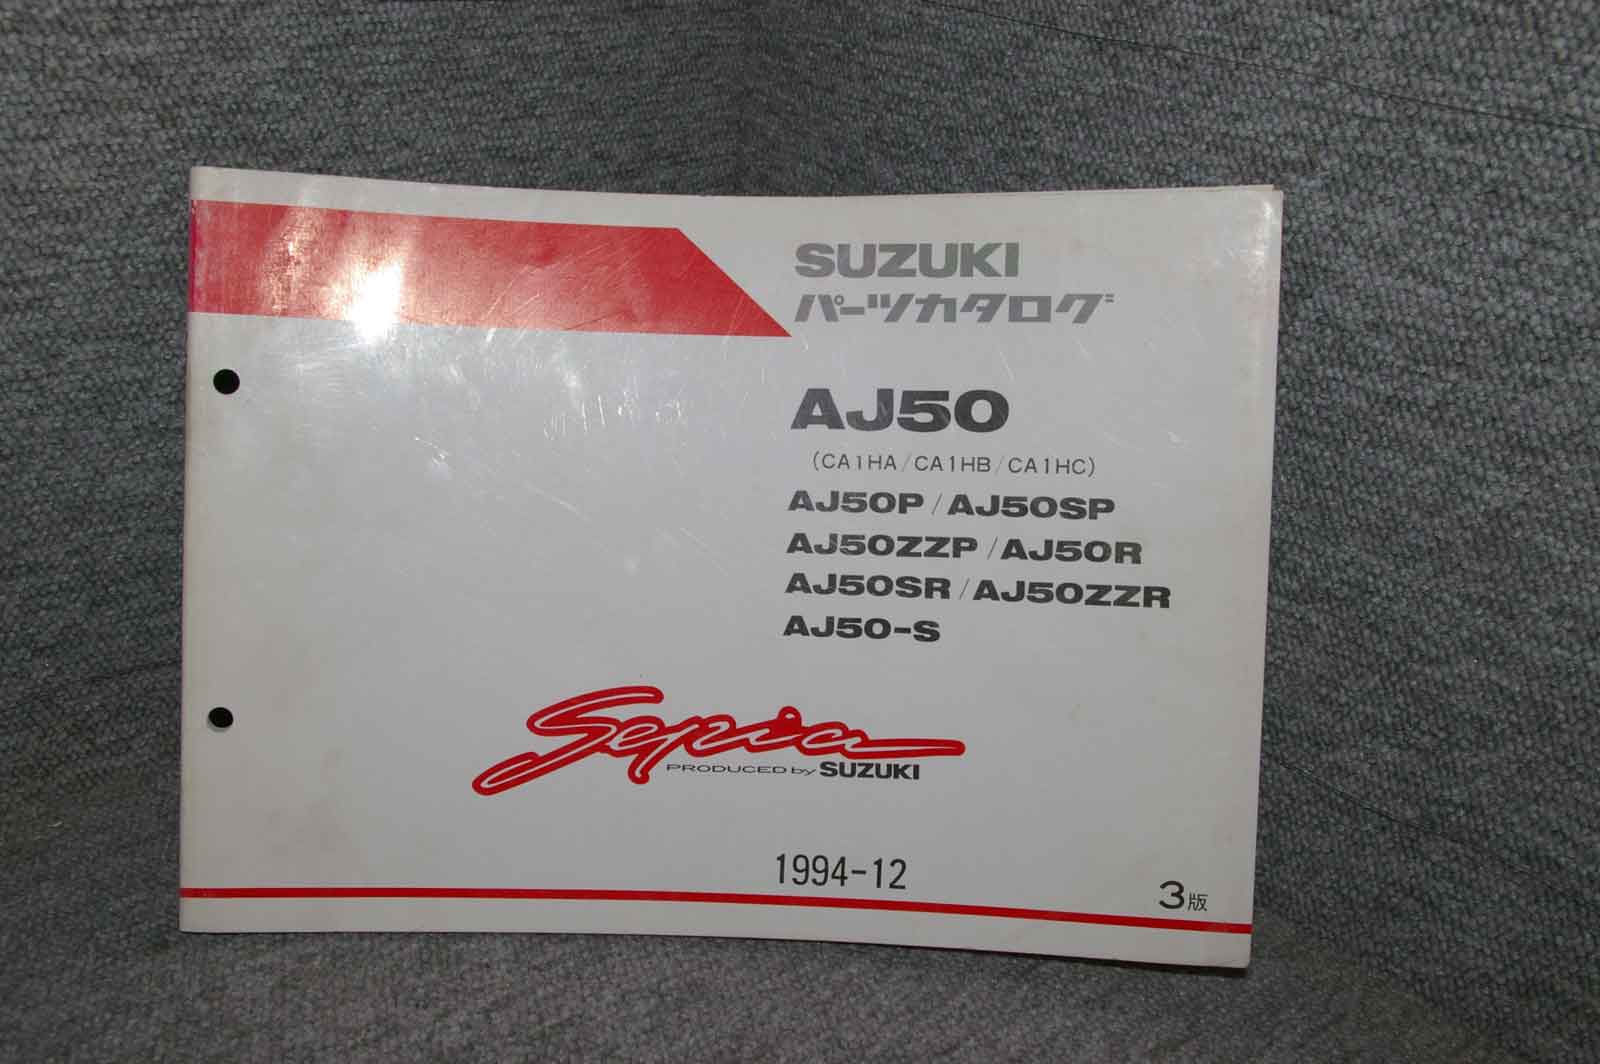 SUZUKI
パーツカタログ
AJ50
(CA1HA/CA1HB/CA1HC)
AJ50P/AJ50SP
AJ50ZZP/AJ50R
AJ50SR/AJ50ZZR
AJ50-S
Sepia
PRODUCED by SUZUKI
1994-12
3版